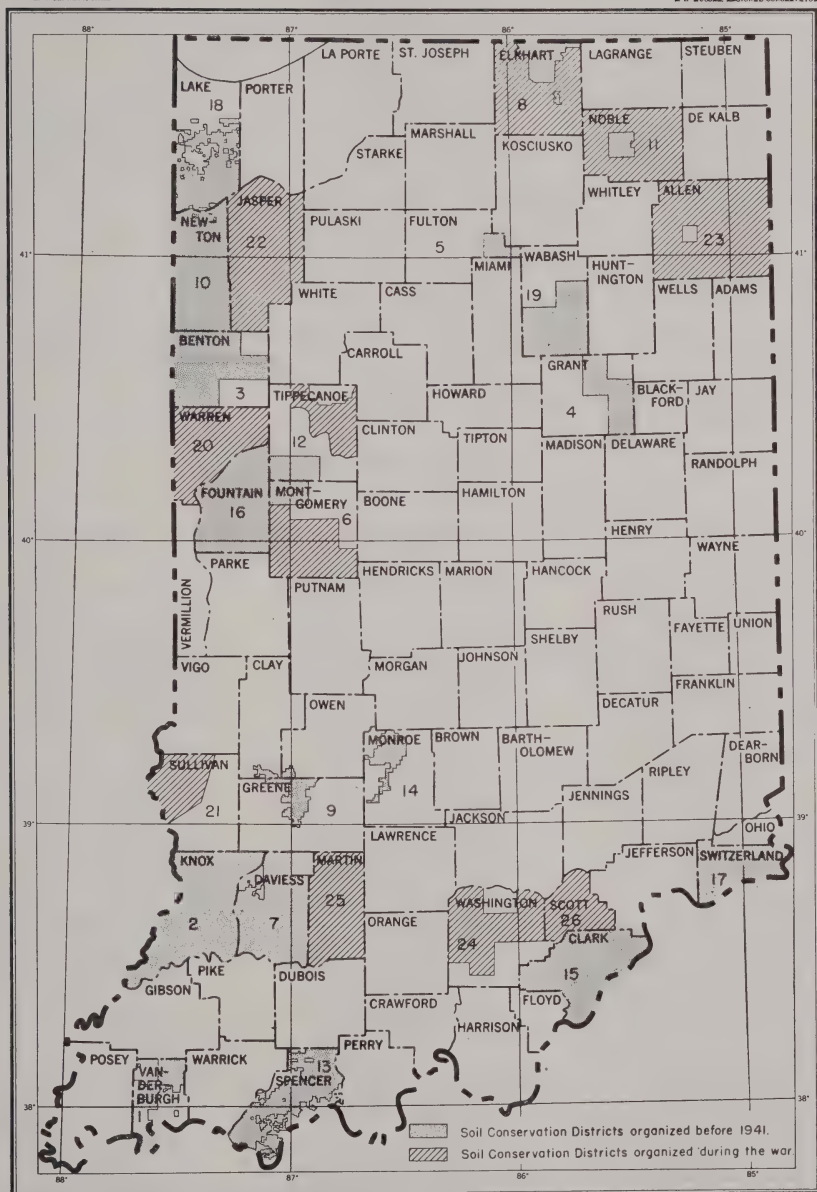 88°
87°
86°
85°
LA PORTE
ST. JOSEPH
ELKHART
LAGRANGE
STEUBEN
LAKE
PORTER
18
8
NOBLE
DE KALB
MARSHALL
KOSCIUSKO
11
STARKE
WHITLEY
ALLEN
JASPER
NEW-
TON
PULASKI
FULTON
22
5
23
41°
MIAMI
WABASH
HUNT-
INGTON
41°
10
WHITE
CASS
19
WELLS
ADAMS
BENTON
CARROLL
GRANT
3
TIPPECANOE
HOWARD
BLACK-
FORD
JAY
WARREN
4
20
12
CLINTON
TIPTON
MADISON
DELAWARE
RANDOLPH
FOUNTAIN
MONT-
GOMERY
BOONE
HAMILTON
16
6
HENRY
40°
WAYNE
40°
PARKE
HENDRICKS
MARION
HANCOCK
PUTNAM
RUSH
VERMILLION
FAYETTE
UNION
SHELBY
VIGO
CLAY
MORGAN
JOHNSON
FRANKLIN
OWEN
DECATUR
MONROE
BROWN
BARTH-
OLOMEW
DEAR-
BORN
SULLIVAN
RIPLEY
GREENE
9
14
JENNINGS
21
39°
JACKSON
OHIO
39°
LAWRENCE
KNOX
MARTIN
JEFFERSON
SWITZERLAND
DAVIESS
17
25
WASHINGTON
SCOTT
2
7
ORANGE
24
26
CLARK
PIKE
DUBOIS
15
GIBSON
CRAWFORD
FLOYD
HARRISON
PERRY
POSEY
WARRICK
13
VAN-
DER-
BURGH
SPENCER
38°
38°
Soil Conservation Districts organized before 1941.
Soil Conservation Districts organized during the war.
88°
87°
86°
85°